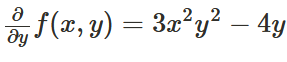 ∂/∂y f(x, y) = 3x²y² − 4y